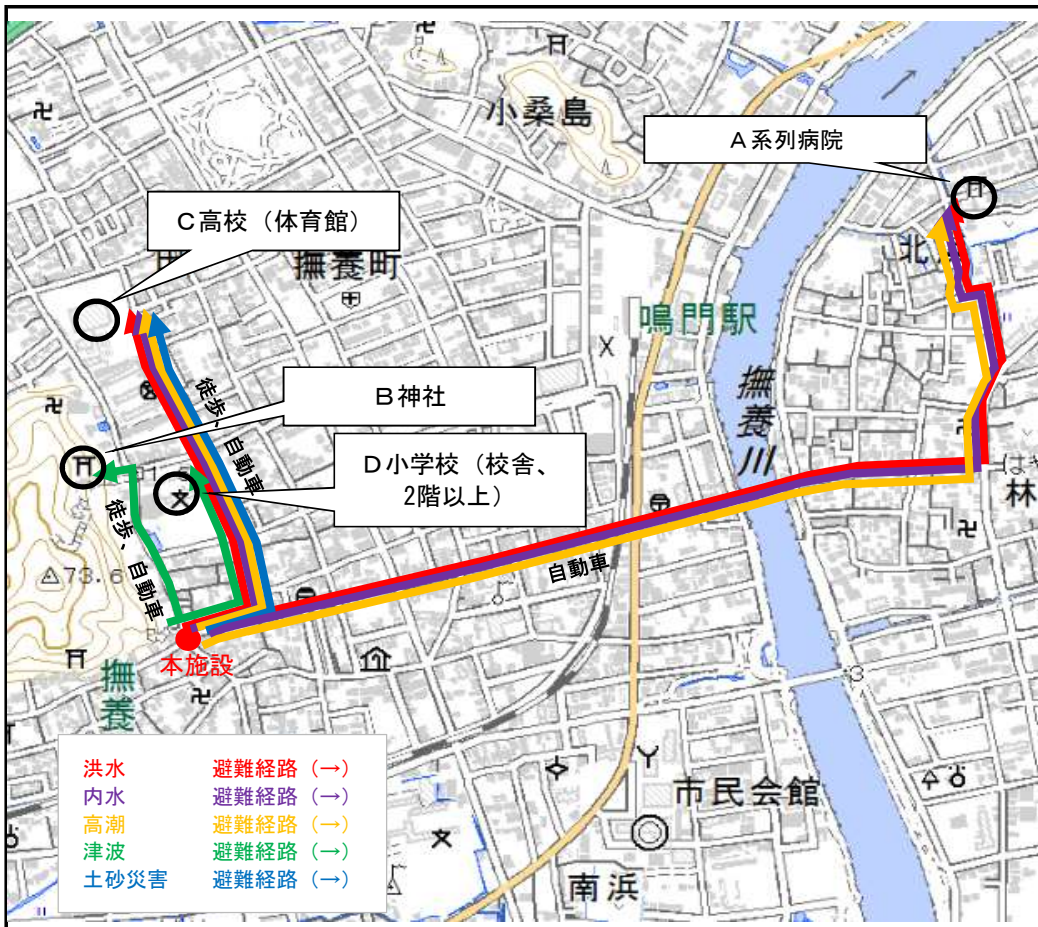 小桑島
A系列病院
C高校（体育館）
撫養町
北
鳴門駅
B神社
撫養川
D小学校（校舎、
2階以上）
徒歩、自動車
徒歩、自動車
自動車
林
73.6
本施設
撫養
市民会館
南浜
洪水 避難経路（→）
内水 避難経路（→）
高潮 避難経路（→）
津波 避難経路（→）
土砂災害 避難経路（→）